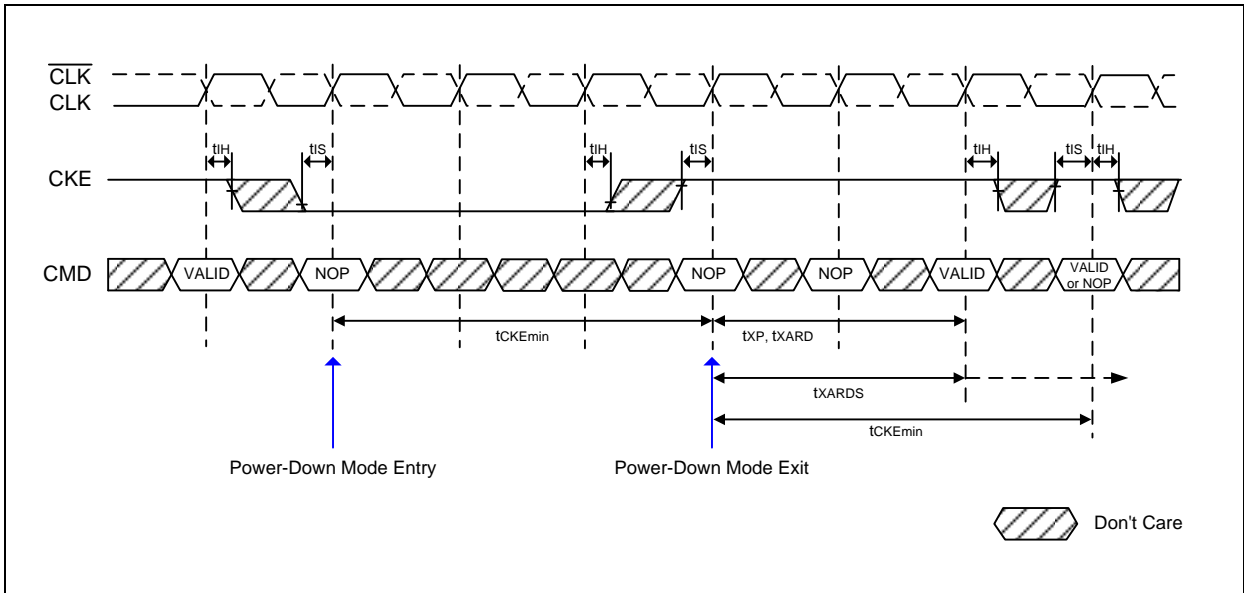 CLK
CLK
tIH tIS tIH tIS tIH tIS tIH
CKE
CMD VALID NOP NOP NOP VALID VALID
or NOP
tCKEmin tXP, tXARD
tXARDS
tCKEmin
Power-Down Mode Entry Power-Down Mode Exit
Don't Care